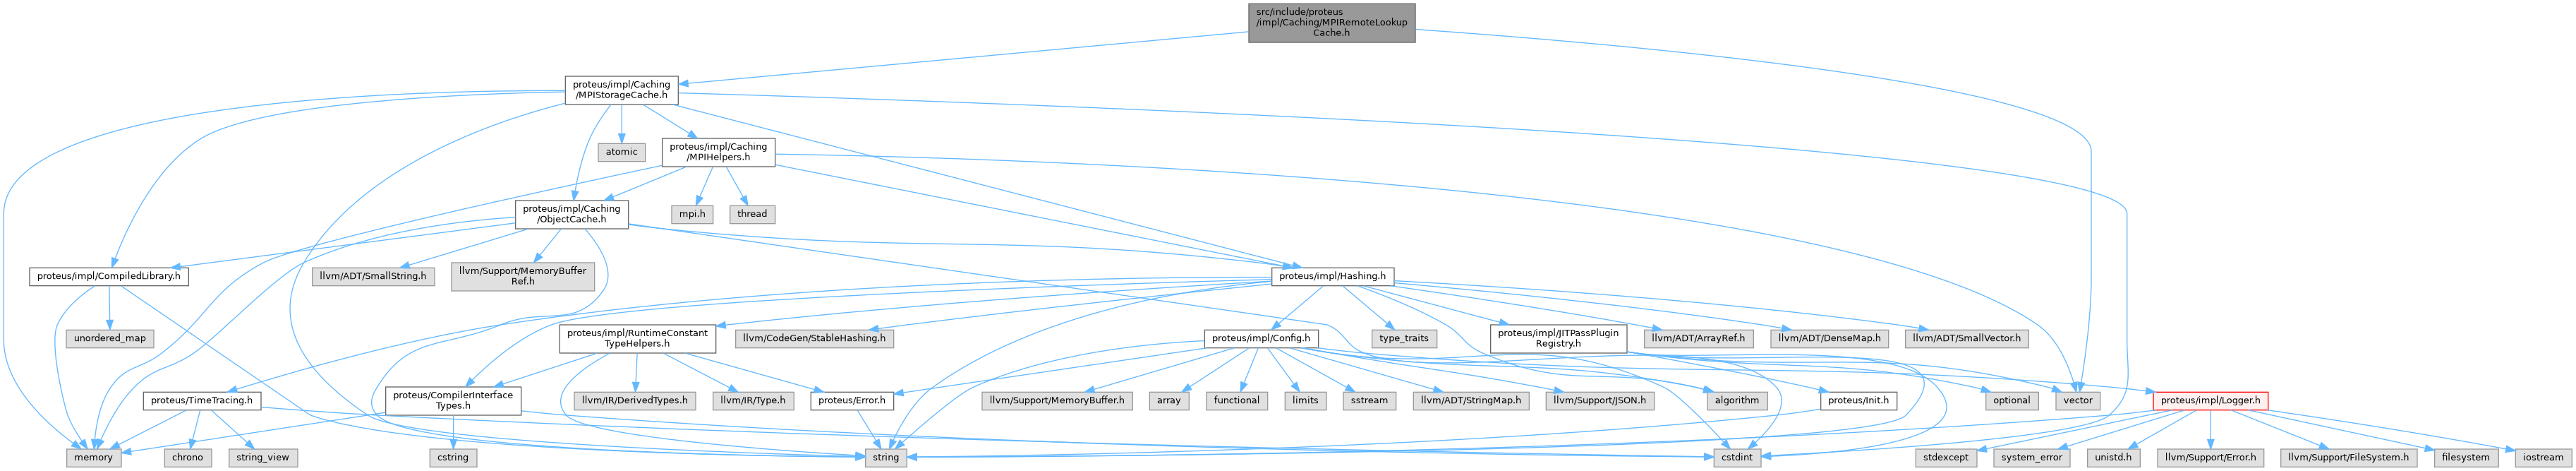 src/include/proteus
/impl/Caching/MPIRemoteLookup
Cache.h
proteus/impl/Caching
/MPIStorageCache.h
atomic
proteus/impl/Caching
/MPIHelpers.h
proteus/impl/Caching
/ObjectCache.h
mpi.h
thread
proteus/impl/CompiledLibrary.h
llvm/ADT/SmallString.h
llvm/Support/MemoryBuffer
Ref.h
proteus/impl/Hashing.h
unordered_map
proteus/impl/RuntimeConstant
TypeHelpers.h
llvm/CodeGen/StableHashing.h
proteus/impl/Config.h
type_traits
proteus/impl/JITPassPlugin
Registry.h
llvm/ADT/ArrayRef.h
llvm/ADT/DenseMap.h
llvm/ADT/SmallVector.h
proteus/TimeTracing.h
proteus/CompilerInterface
Types.h
llvm/IR/DerivedTypes.h
llvm/IR/Type.h
proteus/Error.h
llvm/Support/MemoryBuffer.h
array
functional
limits
sstream
llvm/ADT/StringMap.h
llvm/Support/JSON.h
algorithm
proteus/Init.h
optional
vector
proteus/impl/Logger.h
memory
chrono
string_view
cstring
string
cstdint
stdexcept
system_error
unistd.h
llvm/Support/Error.h
llvm/Support/FileSystem.h
filesystem
iostream